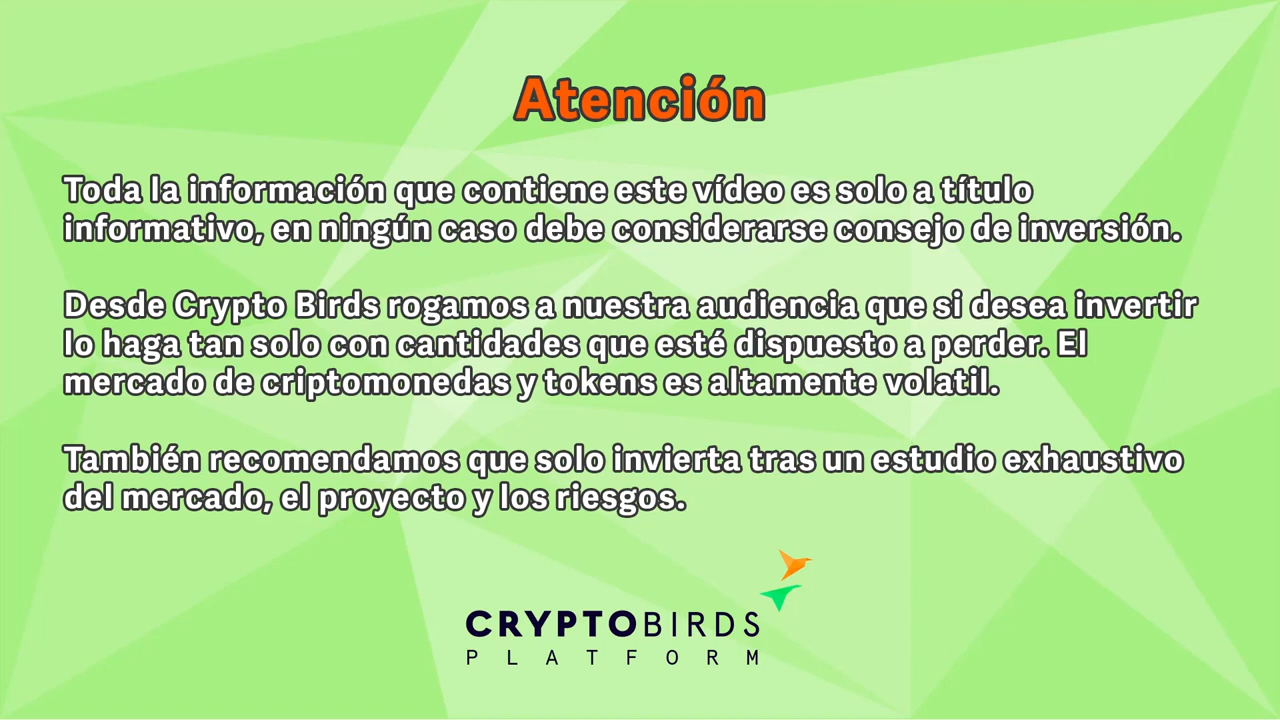 Atención
Toda la información que contiene este vídeo es solo a título
informativo, en ningún caso debe considerarse consejo de inversión.
Desde Crypto Birds rogamos a nuestra audiencia que si desea invertir
lo haga tan solo con cantidades que esté dispuesto a perder. El
mercado de criptomonedas y tokens es altamente volatil.
También recomendamos que solo invierta tras un estudio exhaustivo
del mercado, el proyecto y los riesgos.
CRYPTOBIRDS
PLATFORM